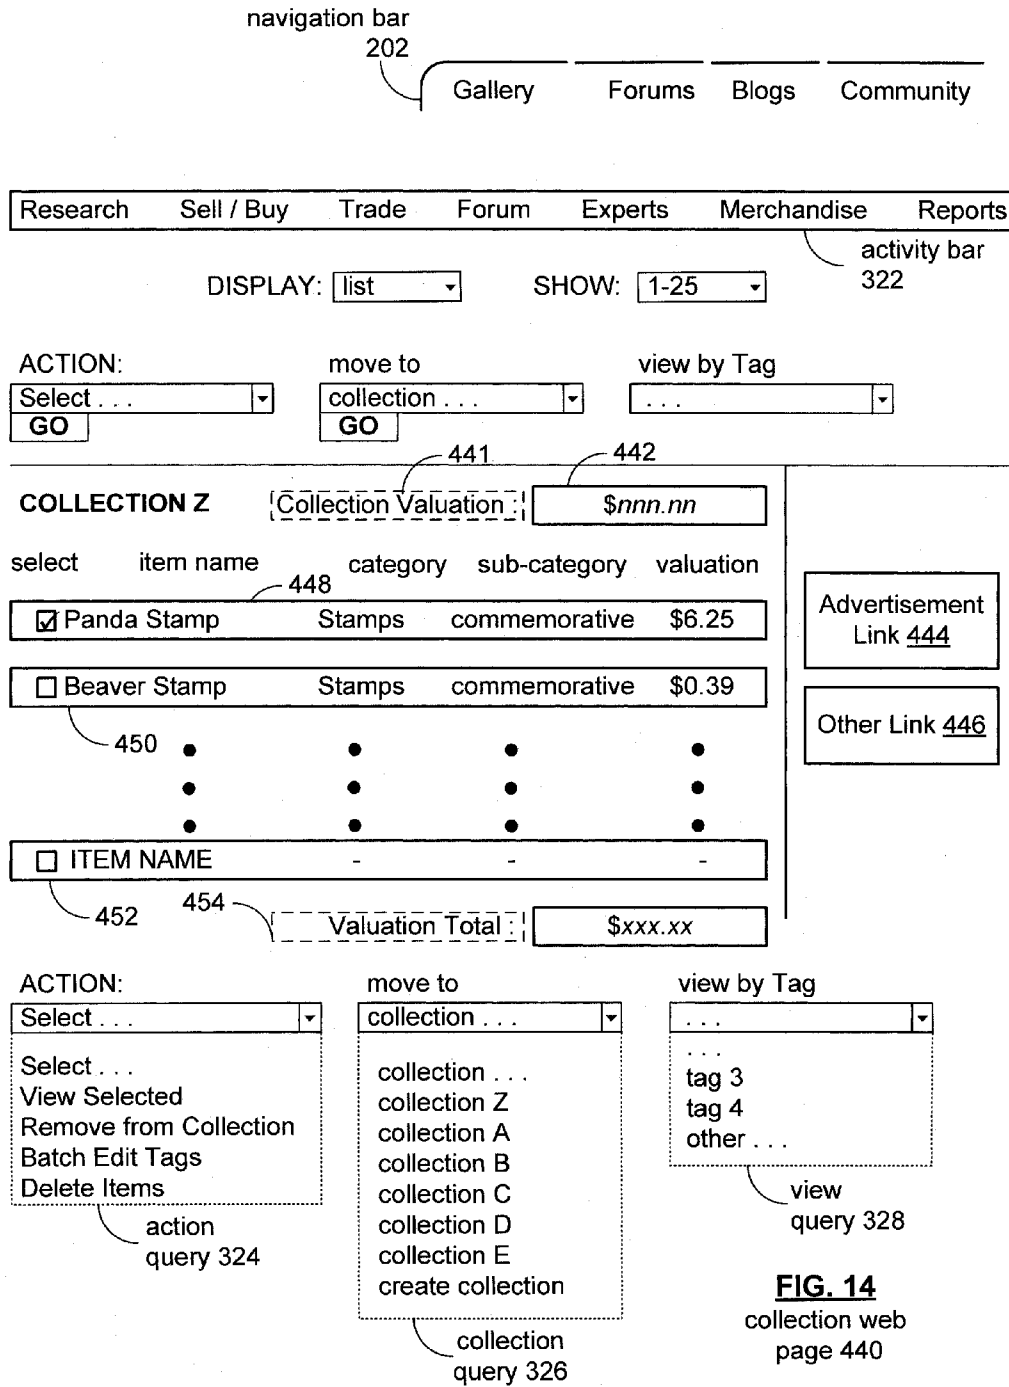 navigation bar
202
Gallery Forums Blogs Community
Research Sell / Buy Trade Forum Experts Merchandise Reports
activity bar
322
DISPLAY: list SHOW: 1-25
ACTION: move to view by Tag
Select . . . collection . . . . . .
GO GO
441 442
COLLECTION Z Collection Valuation : $nnn.nn
select item name category sub-category valuation
448
Panda Stamp Stamps commemorative $6.25
Advertisement
Link 444
Beaver Stamp Stamps commemorative $0.39
450
Other Link 446
ITEM NAME - - -
452 454
Valuation Total : $xxx.xx
ACTION: move to view by Tag
Select . . . collection . . . . . .
Select . . .
View Selected
Remove from Collection
Batch Edit Tags
Delete Items
action
query 324
collection . . .
collection Z
collection A
collection B
collection C
collection D
collection E
create collection
collection
query 326
. . .
tag 3
tag 4
other . . .
view
query 328
FIG. 14
collection web
page 440